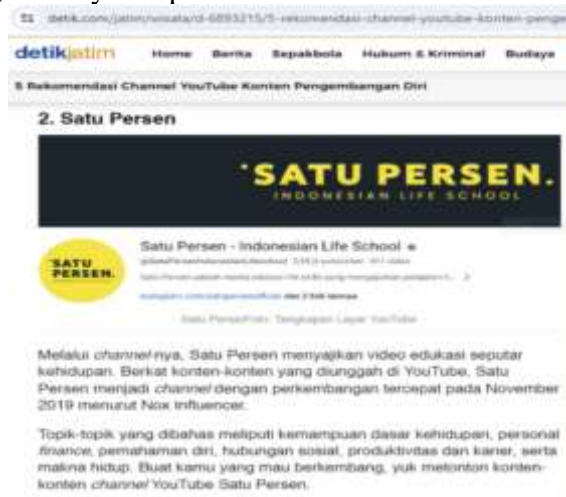 detik.com/jatim/wisata/d-6893215/5-rekomendasi-channel-youtube-konten-penge
detikjatim Home Berita Sepakbola Hukum & Kriminal Budaya
5 Rekomendasi Channel YouTube Konten Pengembangan Diri
2. Satu Persen
SATU PERSEN.
INDONESIAN LIFE SCHOOL
SATU
PERSEN.
Satu Persen - Indonesian Life School
Satu Persen/Foto: Tangkapan Layar YouTube
Melalui channel-nya, Satu Persen menyajikan video edukasi seputar
kehidupan. Berkat konten-konten yang diunggah di YouTube, Satu
Persen menjadi channel dengan perkembangan tercepat pada November
2019 menurut Nox Influencer.
Topik-topik yang dibahas meliputi kemampuan dasar kehidupan, personal
finance, pemahaman diri, hubungan sosial, produktivitas dan karier, serta
makna hidup. Buat kamu yang mau berkembang, yuk melonton konten-
konten channel YouTube Satu Persen.